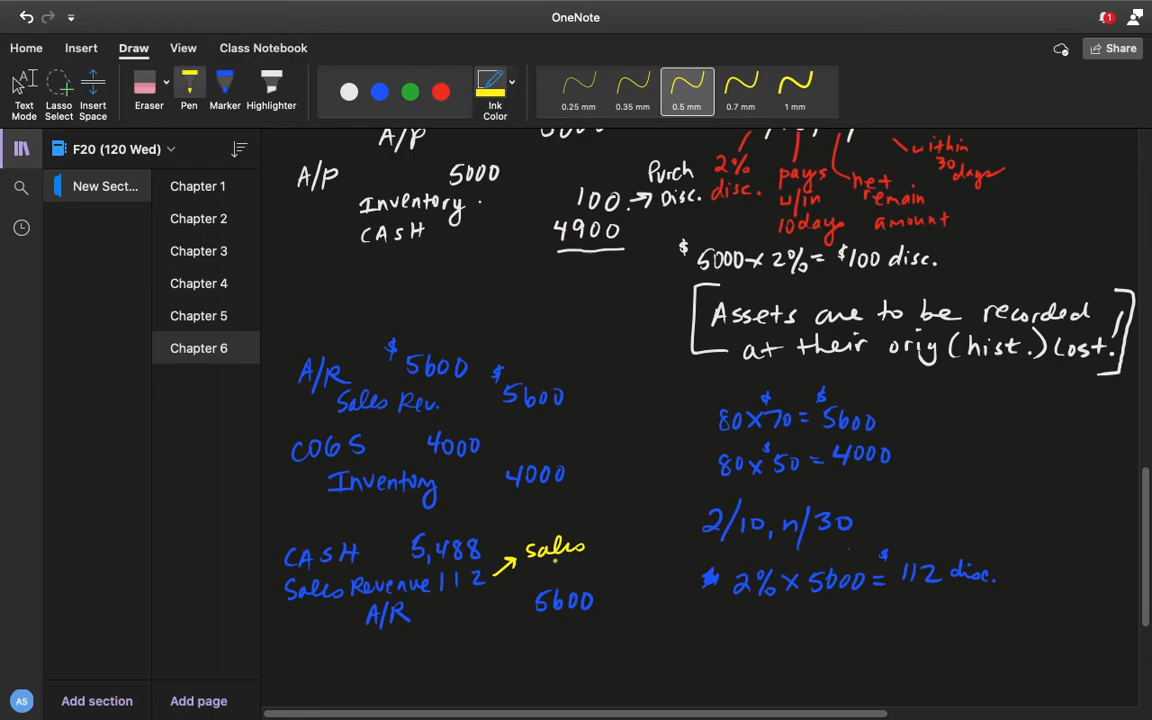 OneNote
1
Home Insert Draw View Class Notebook
Share
Text Mode
Lasso Select
Insert Space
Eraser
Pen
Marker
Highlighter
Ink Color
0.25 mm
0.35 mm
0.5 mm
0.7 mm
1 mm
F20 (120 Wed)
New Sect...
Chapter 1
Chapter 2
Chapter 3
Chapter 4
Chapter 5
Chapter 6
A/P
A/P 5000
Inventory 100 → Purch Disc.
CASH 4900
2% disc.
pays w/in 10 days
net remain amount
within 30 days
$5000 x 2% = $100 disc.
[Assets are to be recorded
at their orig (hist.) Cost.!]
A/R $5600
Sales Rev. $5600
COGS 4000
Inventory 4000
80 x $70 = $5600
80 x $50 = 4000
2/10, n/30
CASH 5,488
Sales Revenue 112 → Sales
A/R 5600
2% x 5600 = $112 disc.
AS
Add section
Add page